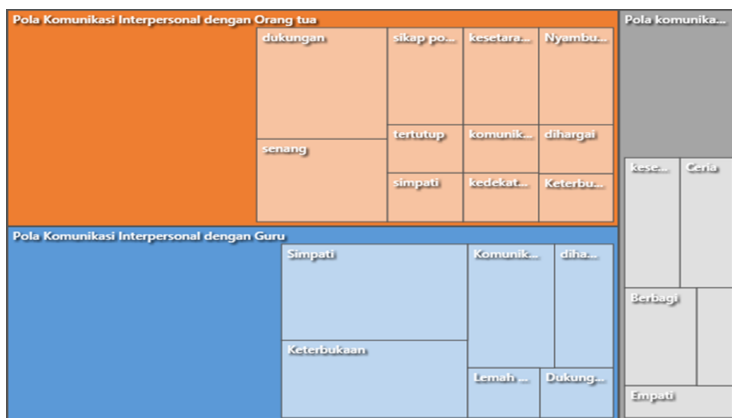 Pola Komunikasi Interpersonal dengan Orang tua
dukungan
sikap po...
kesetara...
Nyambu...
senang
tertutup
komunik...
dihargai
simpati
kedekat...
Keterbu...
Pola komunika...
kese...
Ceria
Berbagi
Empati
Pola Komunikasi Interpersonal dengan Guru
Simpati
Komunik...
diha...
Keterbukaan
Lemah ...
Dukung...